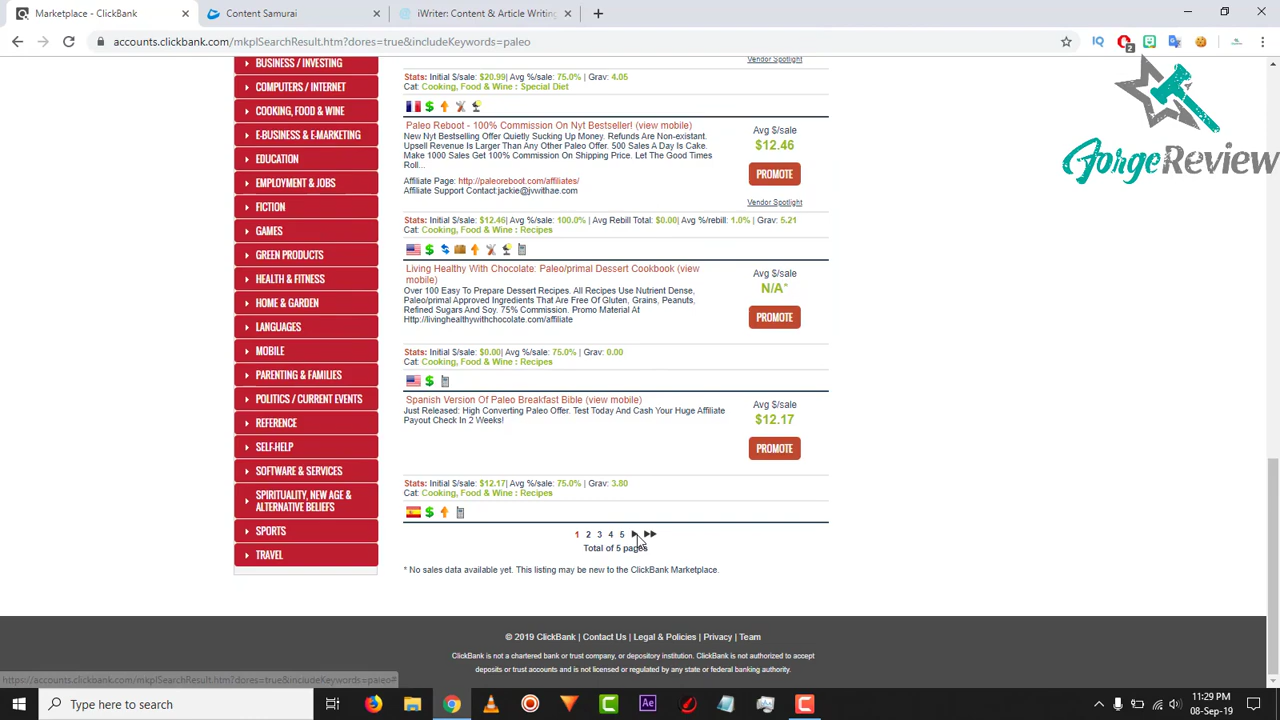 Marketplace - ClickBank
Content Samurai
iWriter: Content & Article Writing
accounts.clickbank.com/mkplSearchResult.htm?dores=true&includeKeywords=paleo
2
JorgeReview
BUSINESS / INVESTING
COMPUTERS / INTERNET
COOKING, FOOD & WINE
E-BUSINESS & E-MARKETING
EDUCATION
EMPLOYMENT & JOBS
FICTION
GAMES
GREEN PRODUCTS
HEALTH & FITNESS
HOME & GARDEN
LANGUAGES
MOBILE
PARENTING & FAMILIES
POLITICS / CURRENT EVENTS
REFERENCE
SELF-HELP
SOFTWARE & SERVICES
SPIRITUALITY, NEW AGE &
ALTERNATIVE BELIEFS
SPORTS
TRAVEL
Vendor Spotlight
Stats: Initial $/sale: $20.99| Avg %/sale: 75.0% | Grav: 4.05
Cat: Cooking, Food & Wine : Special Diet
Paleo Reboot - 100% Commission On Nyt Bestseller! (view mobile)
New Nyt Bestselling Offer Quietly Sucking Up Money. Refunds Are Non-existant.
Upsell Revenue Is Larger Than Any Other Paleo Offer. 500 Sales A Day Is Cake.
Make 1000 Sales Get 100% Commission On Shipping Price. Let The Good Times
Roll...
Affiliate Page: http://paleoreboot.com/affiliates/
Affiliate Support Contact:jackie@jvwithae.com
Avg $/sale
$12.46
PROMOTE
Vendor Spotlight
Stats: Initial $/sale: $12.46| Avg %/sale: 100.0% | Avg Rebill Total: $0.00| Avg %/rebill: 1.0% | Grav: 5.21
Cat: Cooking, Food & Wine : Recipes
Living Healthy With Chocolate: Paleo/primal Dessert Cookbook (view
mobile)
Over 100 Easy To Prepare Dessert Recipes. All Recipes Use Nutrient Dense,
Paleo/primal Approved Ingredients That Are Free Of Gluten, Grains, Peanuts,
Refined Sugars And Soy. 75% Commission. Promo Material At
Http://livinghealthywithchocolate.com/affiliate
Avg $/sale
N/A*
PROMOTE
Stats: Initial $/sale: $0.00| Avg %/sale: 75.0% | Grav: 0.00
Cat: Cooking, Food & Wine : Recipes
Spanish Version Of Paleo Breakfast Bible (view mobile)
Just Released: High Converting Paleo Offer. Test Today And Cash Your Huge Affiliate
Payout Check In 2 Weeks!
Avg $/sale
$12.17
PROMOTE
Stats: Initial $/sale: $12.17| Avg %/sale: 75.0% | Grav: 3.80
Cat: Cooking, Food & Wine : Recipes
1 2 3 4 5
Total of 5 pages
* No sales data available yet. This listing may be new to the ClickBank Marketplace.
© 2019 ClickBank | Contact Us | Legal & Policies | Privacy | Team
ClickBank is not a chartered bank or trust company, or depository institution. ClickBank is not authorized to accept
deposits or trust accounts and is not licensed or regulated by any state or federal banking authority.
https://accounts.clickbank.com/mkplSearchResult.htm?dores=true&includeKeywords=paleo#
Type here to search
Ae
11:29 PM
08-Sep-19